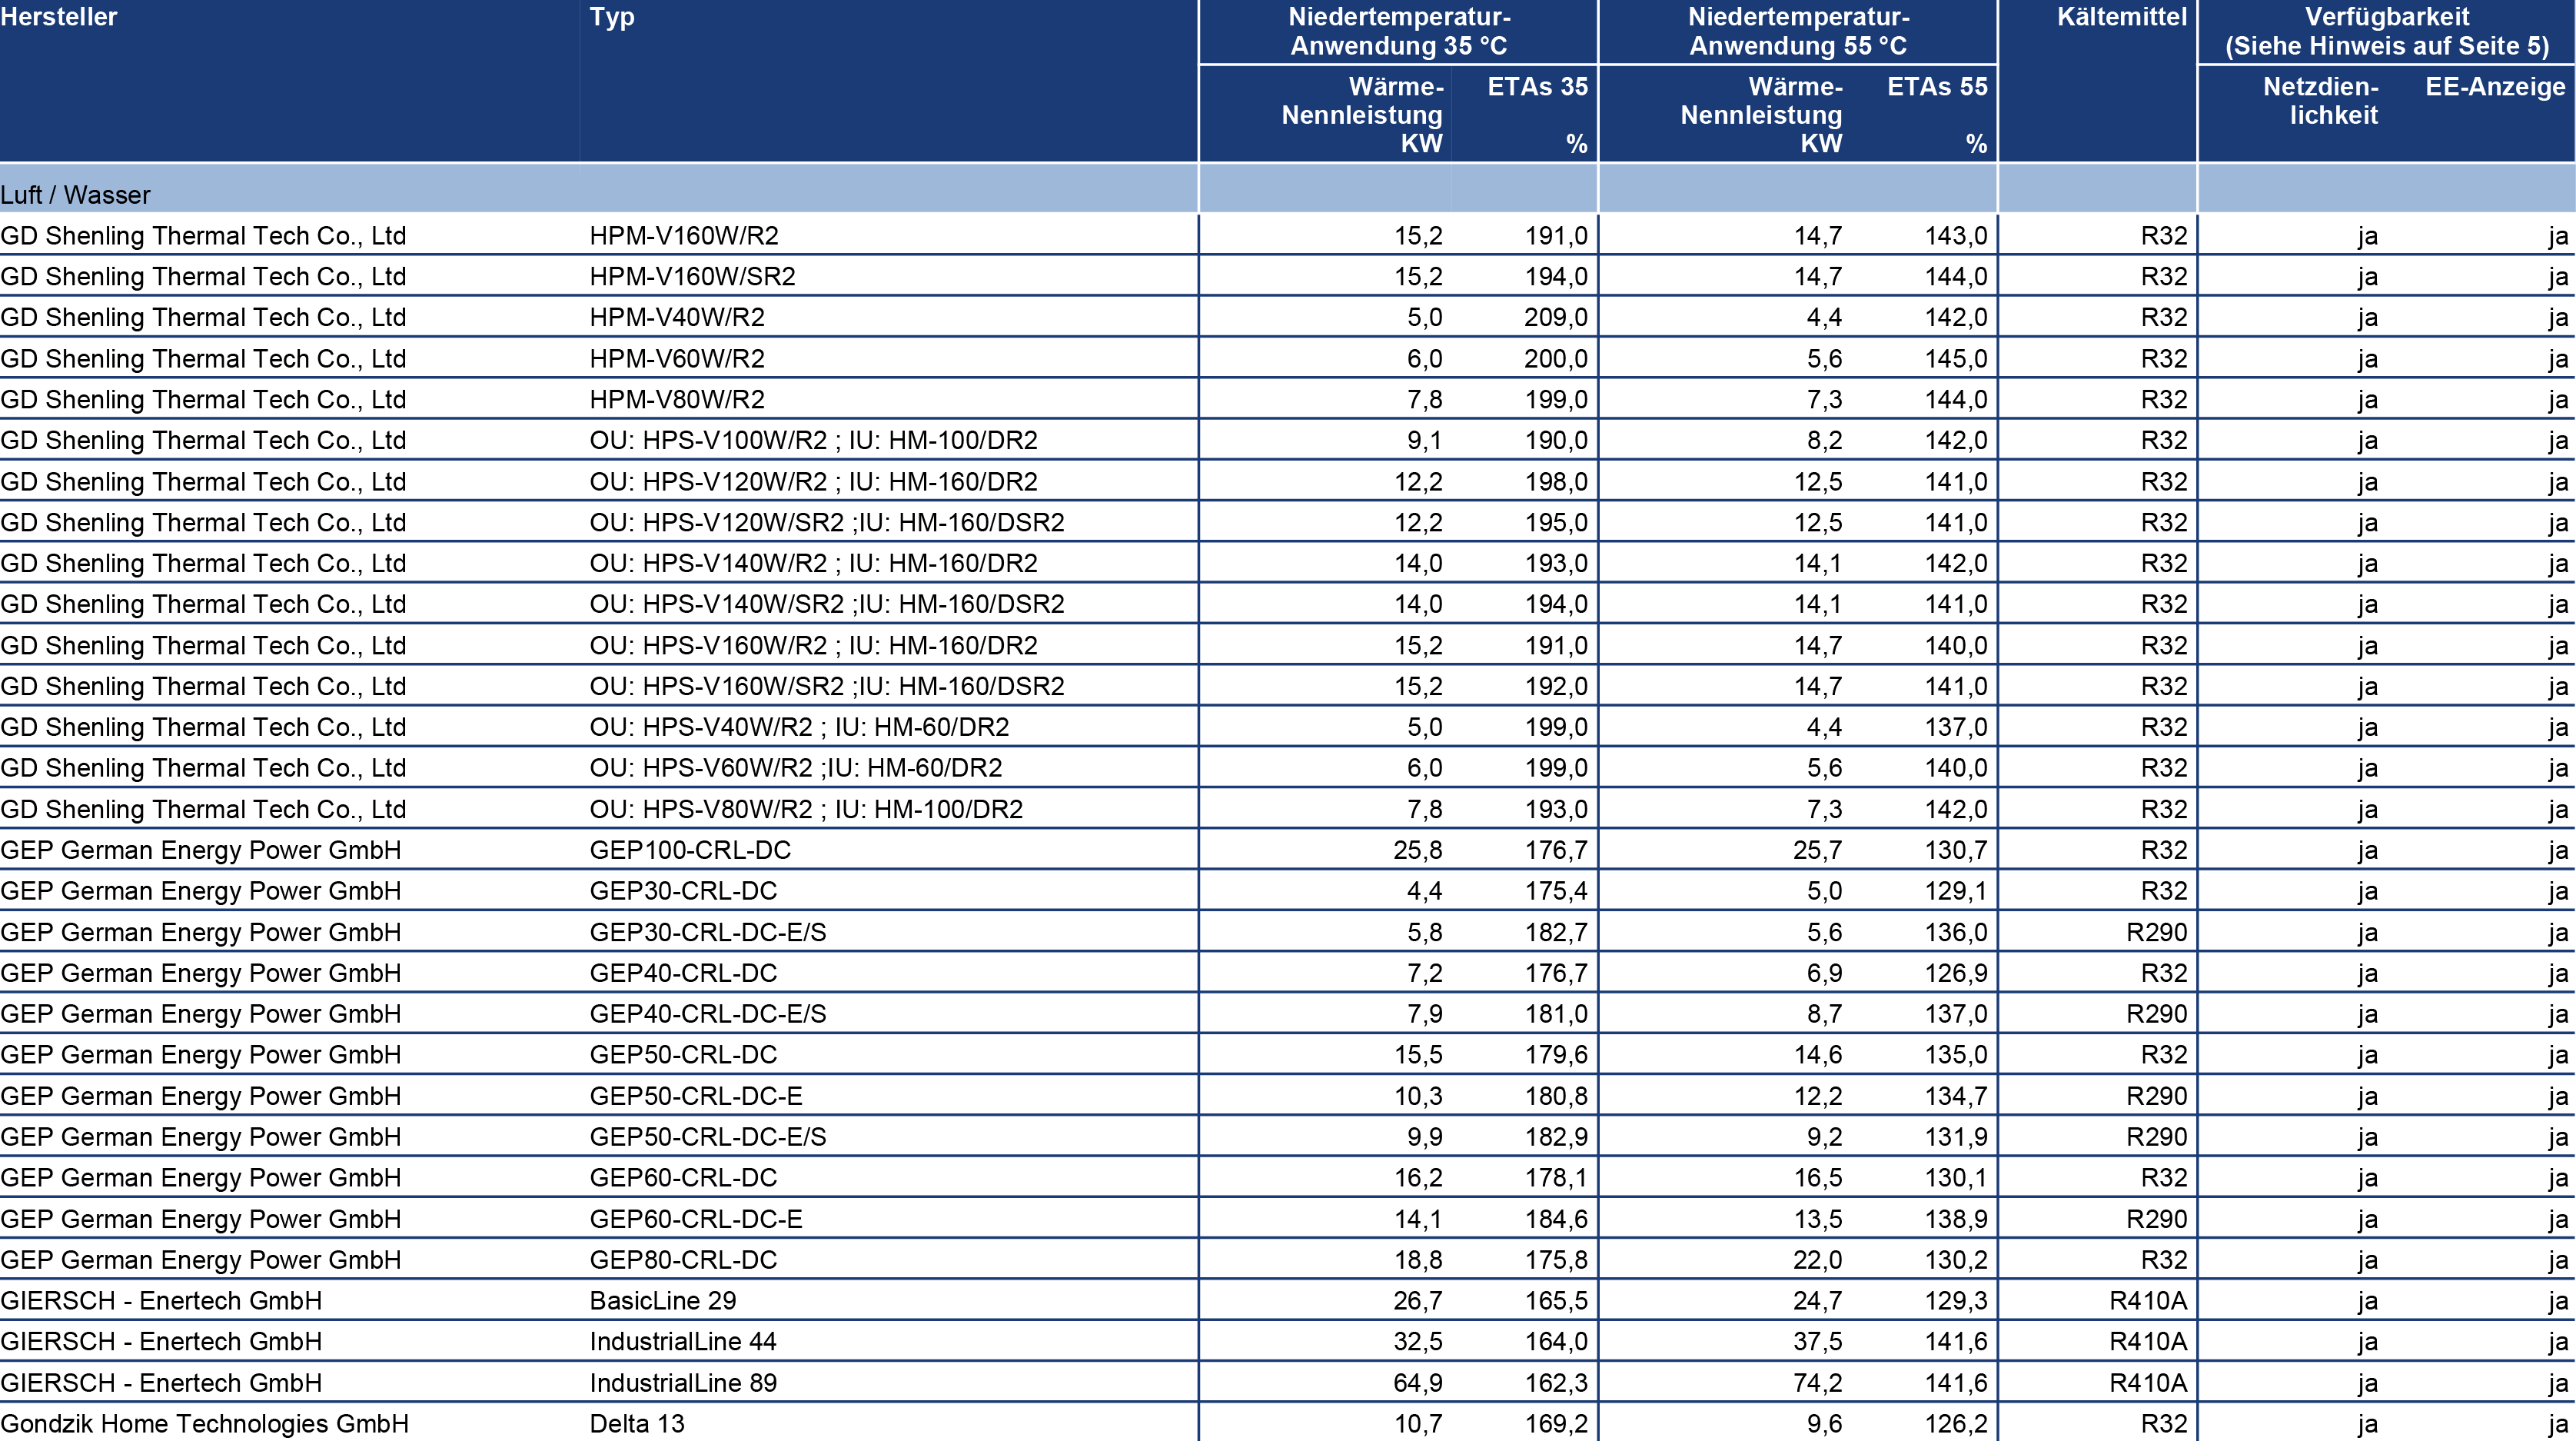 Hersteller Typ Niedertemperatur- Niedertemperatur- Kältemittel Verfügbarkeit
Anwendung 35 °C Anwendung 55 °C (Siehe Hinweis auf Seite 5)
Wärme- ETAs 35 Wärme- ETAs 55 Netzdien- EE-Anzeige
Nennleistung Nennleistung lichkeit
KW % KW %
Luft / Wasser
GD Shenling Thermal Tech Co., Ltd HPM-V160W/R2 15,2 191,0 14,7 143,0 R32 ja ja
GD Shenling Thermal Tech Co., Ltd HPM-V160W/SR2 15,2 194,0 14,7 144,0 R32 ja ja
GD Shenling Thermal Tech Co., Ltd HPM-V40W/R2 5,0 209,0 4,4 142,0 R32 ja ja
GD Shenling Thermal Tech Co., Ltd HPM-V60W/R2 6,0 200,0 5,6 145,0 R32 ja ja
GD Shenling Thermal Tech Co., Ltd HPM-V80W/R2 7,8 199,0 7,3 144,0 R32 ja ja
GD Shenling Thermal Tech Co., Ltd OU: HPS-V100W/R2 ; IU: HM-100/DR2 9,1 190,0 8,2 142,0 R32 ja ja
GD Shenling Thermal Tech Co., Ltd OU: HPS-V120W/R2 ; IU: HM-160/DR2 12,2 198,0 12,5 141,0 R32 ja ja
GD Shenling Thermal Tech Co., Ltd OU: HPS-V120W/SR2 ;IU: HM-160/DSR2 12,2 195,0 12,5 141,0 R32 ja ja
GD Shenling Thermal Tech Co., Ltd OU: HPS-V140W/R2 ; IU: HM-160/DR2 14,0 193,0 14,1 142,0 R32 ja ja
GD Shenling Thermal Tech Co., Ltd OU: HPS-V140W/SR2 ;IU: HM-160/DSR2 14,0 194,0 14,1 141,0 R32 ja ja
GD Shenling Thermal Tech Co., Ltd OU: HPS-V160W/R2 ; IU: HM-160/DR2 15,2 191,0 14,7 140,0 R32 ja ja
GD Shenling Thermal Tech Co., Ltd OU: HPS-V160W/SR2 ;IU: HM-160/DSR2 15,2 192,0 14,7 141,0 R32 ja ja
GD Shenling Thermal Tech Co., Ltd OU: HPS-V40W/R2 ; IU: HM-60/DR2 5,0 199,0 4,4 137,0 R32 ja ja
GD Shenling Thermal Tech Co., Ltd OU: HPS-V60W/R2 ;IU: HM-60/DR2 6,0 199,0 5,6 140,0 R32 ja ja
GD Shenling Thermal Tech Co., Ltd OU: HPS-V80W/R2 ; IU: HM-100/DR2 7,8 193,0 7,3 142,0 R32 ja ja
GEP German Energy Power GmbH GEP100-CRL-DC 25,8 176,7 25,7 130,7 R32 ja ja
GEP German Energy Power GmbH GEP30-CRL-DC 4,4 175,4 5,0 129,1 R32 ja ja
GEP German Energy Power GmbH GEP30-CRL-DC-E/S 5,8 182,7 5,6 136,0 R290 ja ja
GEP German Energy Power GmbH GEP40-CRL-DC 7,2 176,7 6,9 126,9 R32 ja ja
GEP German Energy Power GmbH GEP40-CRL-DC-E/S 7,9 181,0 8,7 137,0 R290 ja ja
GEP German Energy Power GmbH GEP50-CRL-DC 15,5 179,6 14,6 135,0 R32 ja ja
GEP German Energy Power GmbH GEP50-CRL-DC-E 10,3 180,8 12,2 134,7 R290 ja ja
GEP German Energy Power GmbH GEP50-CRL-DC-E/S 9,9 182,9 9,2 131,9 R290 ja ja
GEP German Energy Power GmbH GEP60-CRL-DC 16,2 178,1 16,5 130,1 R32 ja ja
GEP German Energy Power GmbH GEP60-CRL-DC-E 14,1 184,6 13,5 138,9 R290 ja ja
GEP German Energy Power GmbH GEP80-CRL-DC 18,8 175,8 22,0 130,2 R32 ja ja
GIERSCH - Enertech GmbH BasicLine 29 26,7 165,5 24,7 129,3 R410A ja ja
GIERSCH - Enertech GmbH IndustrialLine 44 32,5 164,0 37,5 141,6 R410A ja ja
GIERSCH - Enertech GmbH IndustrialLine 89 64,9 162,3 74,2 141,6 R410A ja ja
Gondzik Home Technologies GmbH Delta 13 10,7 169,2 9,6 126,2 R32 ja ja